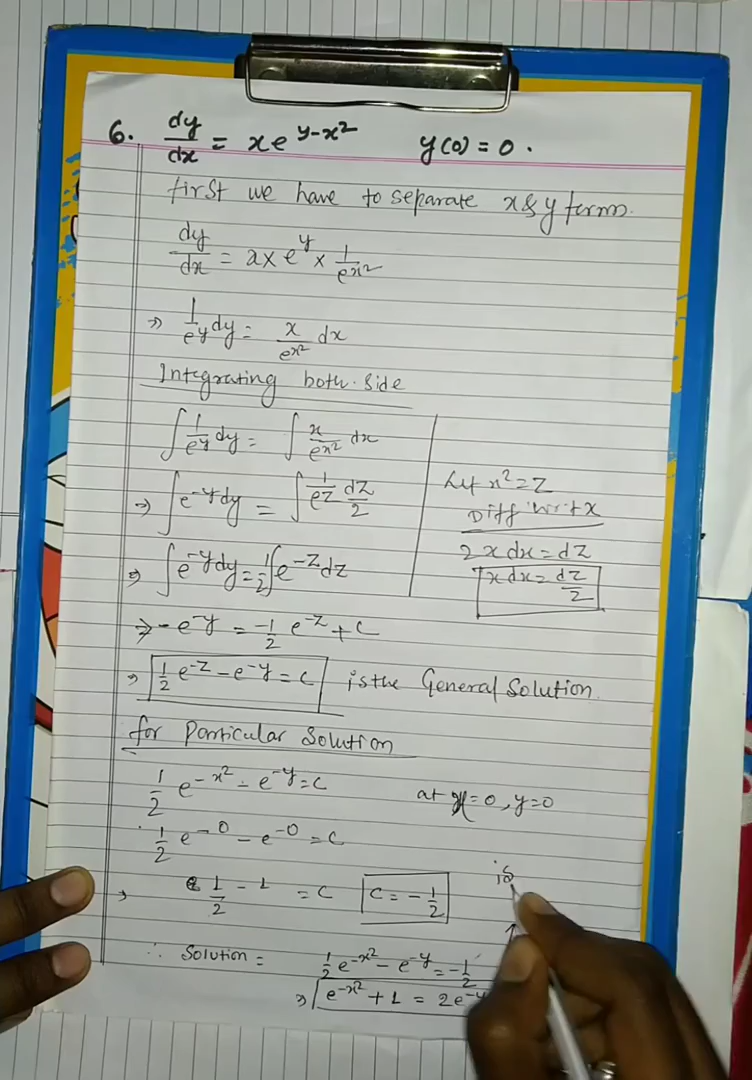 6. dy/dx = xe^(y-x²) y(0) = 0.
first we have to separate x & y terms.
dy/dx = x × e^y × 1/e^(x²)
⇒ 1/e^y dy = x/e^(x²) dx
Integrating both side
∫ 1/e^y dy = ∫ x/e^(x²) dx
Let x² = z
⇒ ∫ e^(-y) dy = ∫ 1/e^z dz/2
Diff w.r.t x
2x dx = dz
⇒ ∫ e^(-y) dy = 1/2 ∫ e^(-z) dz
x dx = dz/2
⇒ -e^(-y) = -1/2 e^(-z) + C
⇒ 1/2 e^(-z) - e^(-y) = C is the General Solution.
for Particular Solution
1/2 e^(-x²) - e^(-y) = C at x = 0, y = 0
1/2 e^(-0) - e^(-0) = C
⇒ 1/2 - 1 = C C = -1/2
is
∴ Solution = 1/2 e^(-x²) - e^(-y) = -1/2
⇒ e^(-x²) + 1 = 2e^(-y)